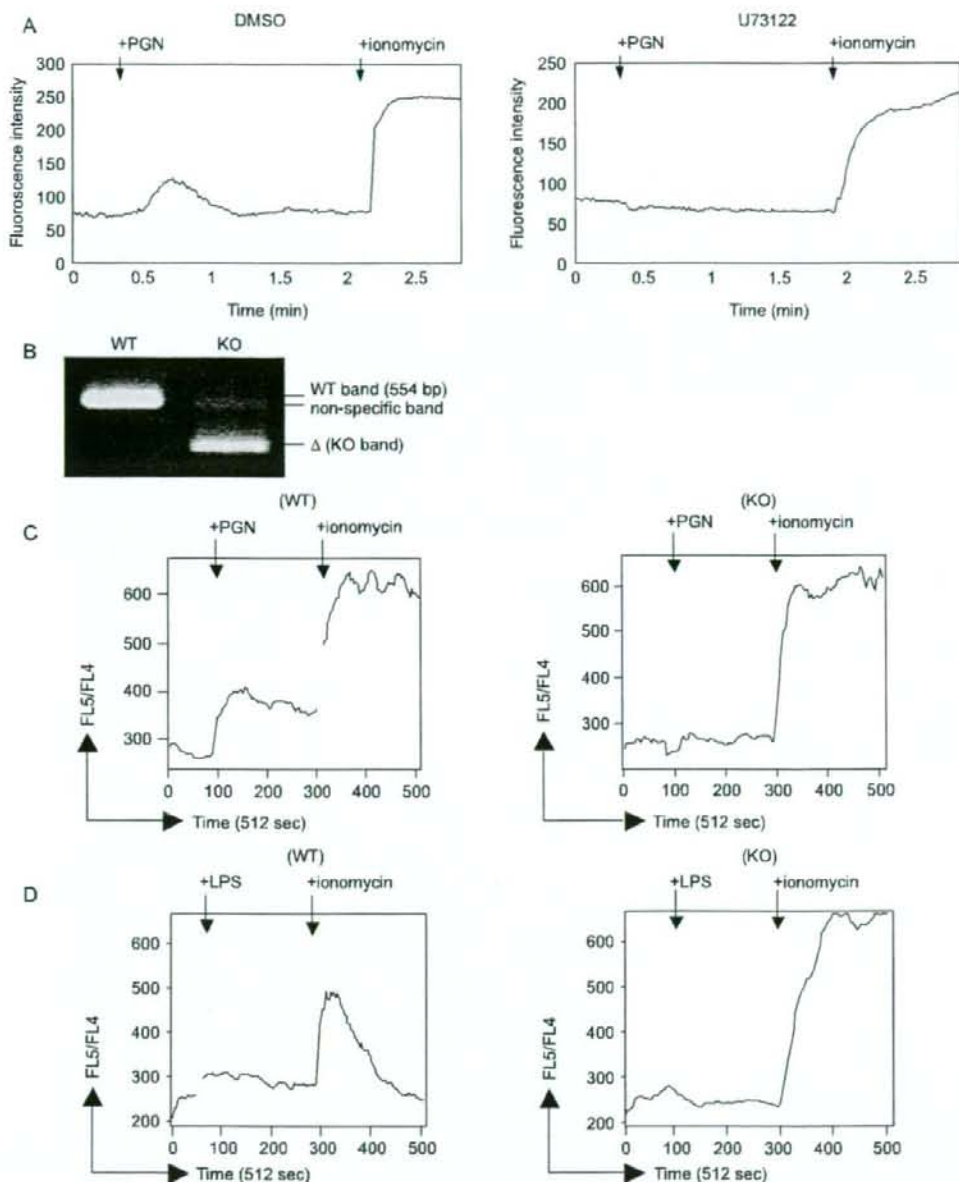 A
DMSO
+PGN
+ionomycin
300
250
200
150
100
50
0
Fluoroscence intensity
0 0.5 1 1.5 2 2.5
Time (min)
U73122
+PGN
+ionomycin
250
200
150
100
50
0
Fluorescence intensity
0 0.5 1 1.5 2 2.5
Time (min)
B
WT KO
WT band (554 bp)
non-specific band
Δ (KO band)
C
(WT)
+PGN
+ionomycin
600
500
400
300
FL5/FL4
0 100 200 300 400 500
Time (512 sec)
(KO)
+PGN
+ionomycin
600
500
400
300
FL5/FL4
0 100 200 300 400 500
Time (512 sec)
D
(WT)
+LPS
+ionomycin
600
500
400
300
200
FL5/FL4
0 100 200 300 400 500
Time (512 sec)
(KO)
+LPS
+ionomycin
600
500
400
300
200
FL5/FL4
0 100 200 300 400 500
Time (512 sec)